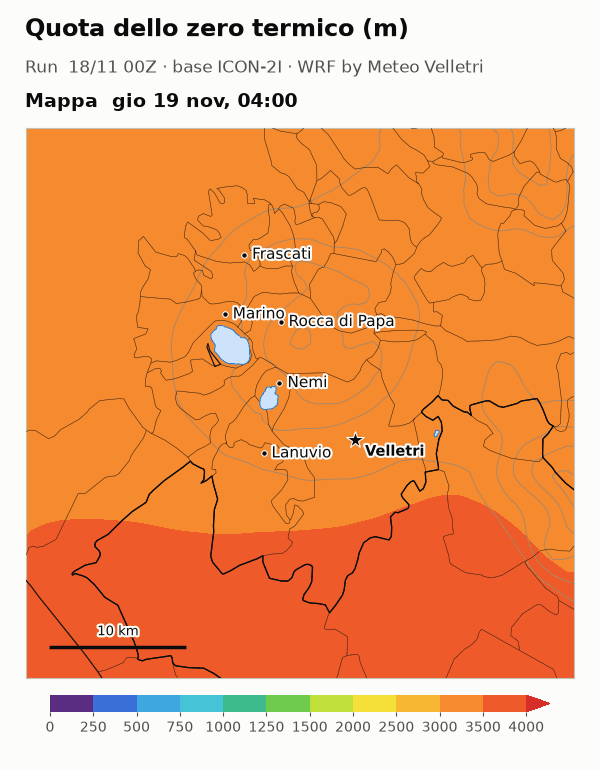 Quota dello zero termico (m)
Run  18/11 00Z · base ICON-2I · WRF by Meteo Velletri
Mappa  gio 19 nov, 04:00
Frascati
Marino
Rocca di Papa
Nemi
Velletri
Lanuvio
10 km
0 250 500 750 1000 1250 1500 2000 2500 3000 3500 4000